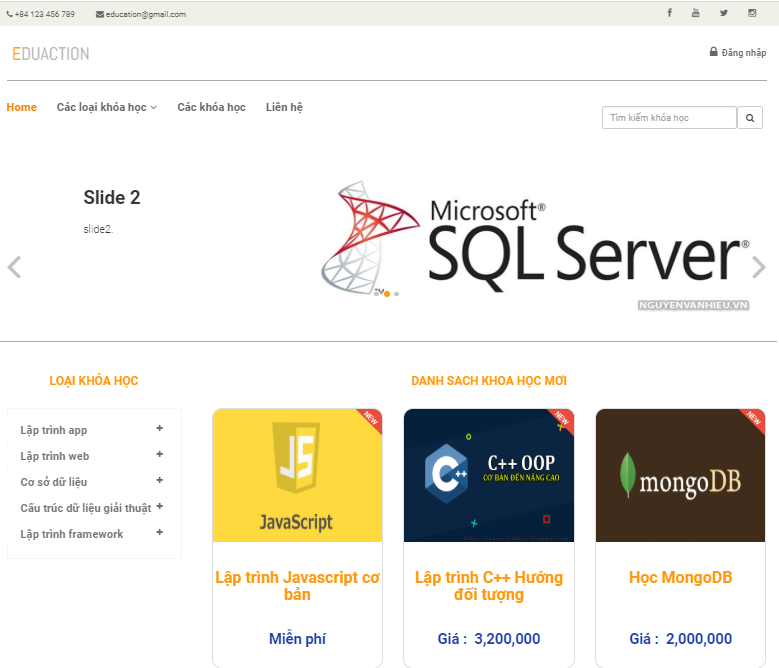 +84 123 456 789 education@gmail.com
EDUACTION
Đăng nhập
Home Các loại khóa học Các khóa học Liên hệ
Tìm kiếm khóa học
Slide 2
slide2.
Microsoft®
SQL Server®
TM
NGUYENVANHIEU.VN
LOẠI KHÓA HỌC
DANH SACH KHOA HỌC MƠI
Lập trình app +
Lập trình web +
Cơ sở dữ liệu +
Cấu trúc dữ liệu giải thuật +
Lập trình framework +
NEW
JS
JavaScript
Lập trình Javascript cơ
bản
Miễn phí
NEW
C++
C++ OOP
CƠ BẢN ĐẾN NÂNG CAO
Lập trình C++ Hướng
đối tượng
Giá : 3,200,000
NEW
mongoDB
Học MongoDB
Giá : 2,000,000